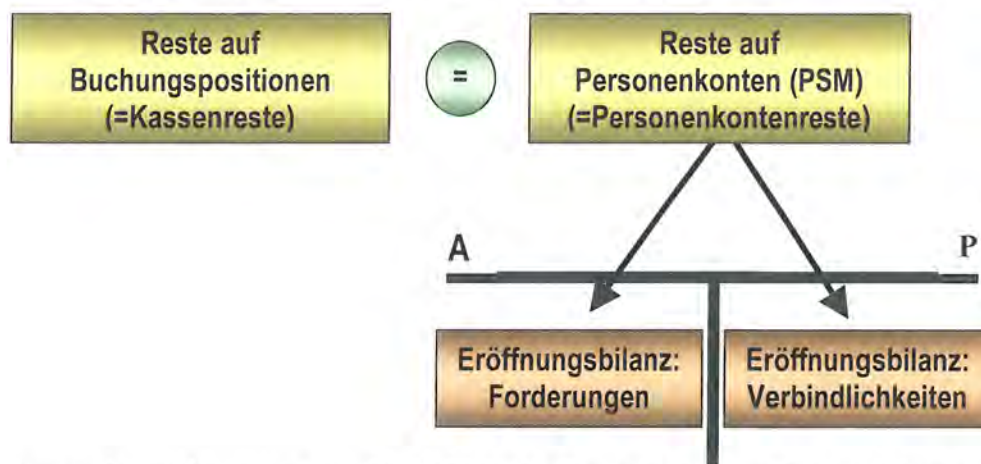 Reste auf
Buchungspositionen
(=Kassenreste)
=
Reste auf
Personenkonten (PSM)
(=Personenkontenreste)
A
P
Eröffnungsbilanz:
Forderungen
Eröffnungsbilanz:
Verbindlichkeiten